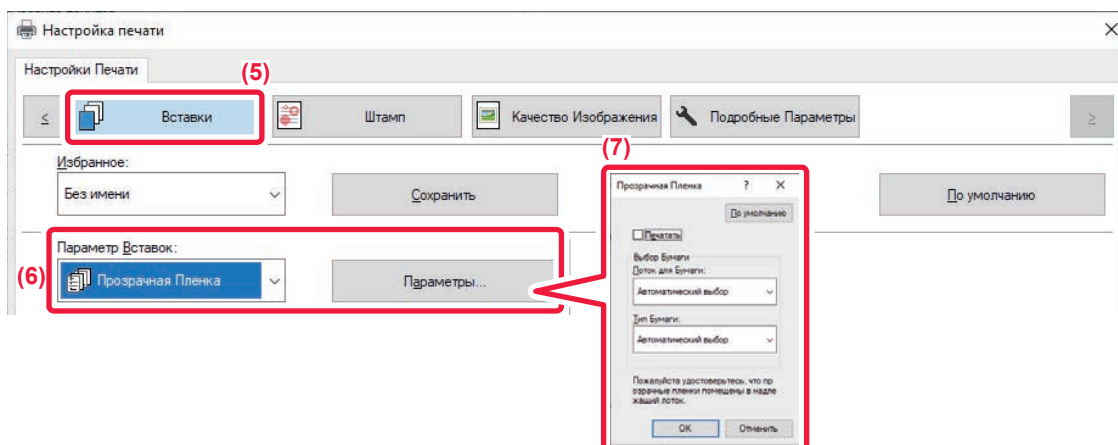 Настройка печати
Настройки Печати
(5)
Вставки
Штамп
Качество Изображения
Подробные Параметры
(7)
Избранное:
Без имени
Сохранить
По умолчанию
Параметр Вставок:
(6)
Прозрачная Пленка
Параметры...
Прозрачная Пленка ?
По умолчанию
Печатать
Выбор Бумаги
Лоток для Бумаги:
Автоматический выбор
Тип Бумаги:
Автоматический выбор
Пожалуйста удостоверьтесь, что пр
озрачные пленки помещены в надле
жащий лоток.
OK
Отменить